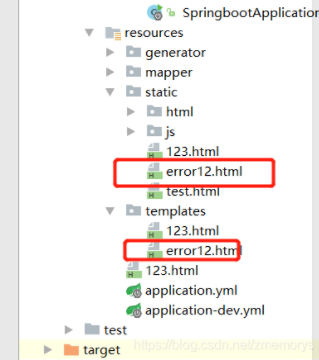 SpringbootApplication
resources
generator
mapper
static
html
js
123.html
error12.html
test.html
templates
123.html
error12.html
123.html
application.yml
application-dev.yml
test
target
https://blog.csdn.net/zmemorys